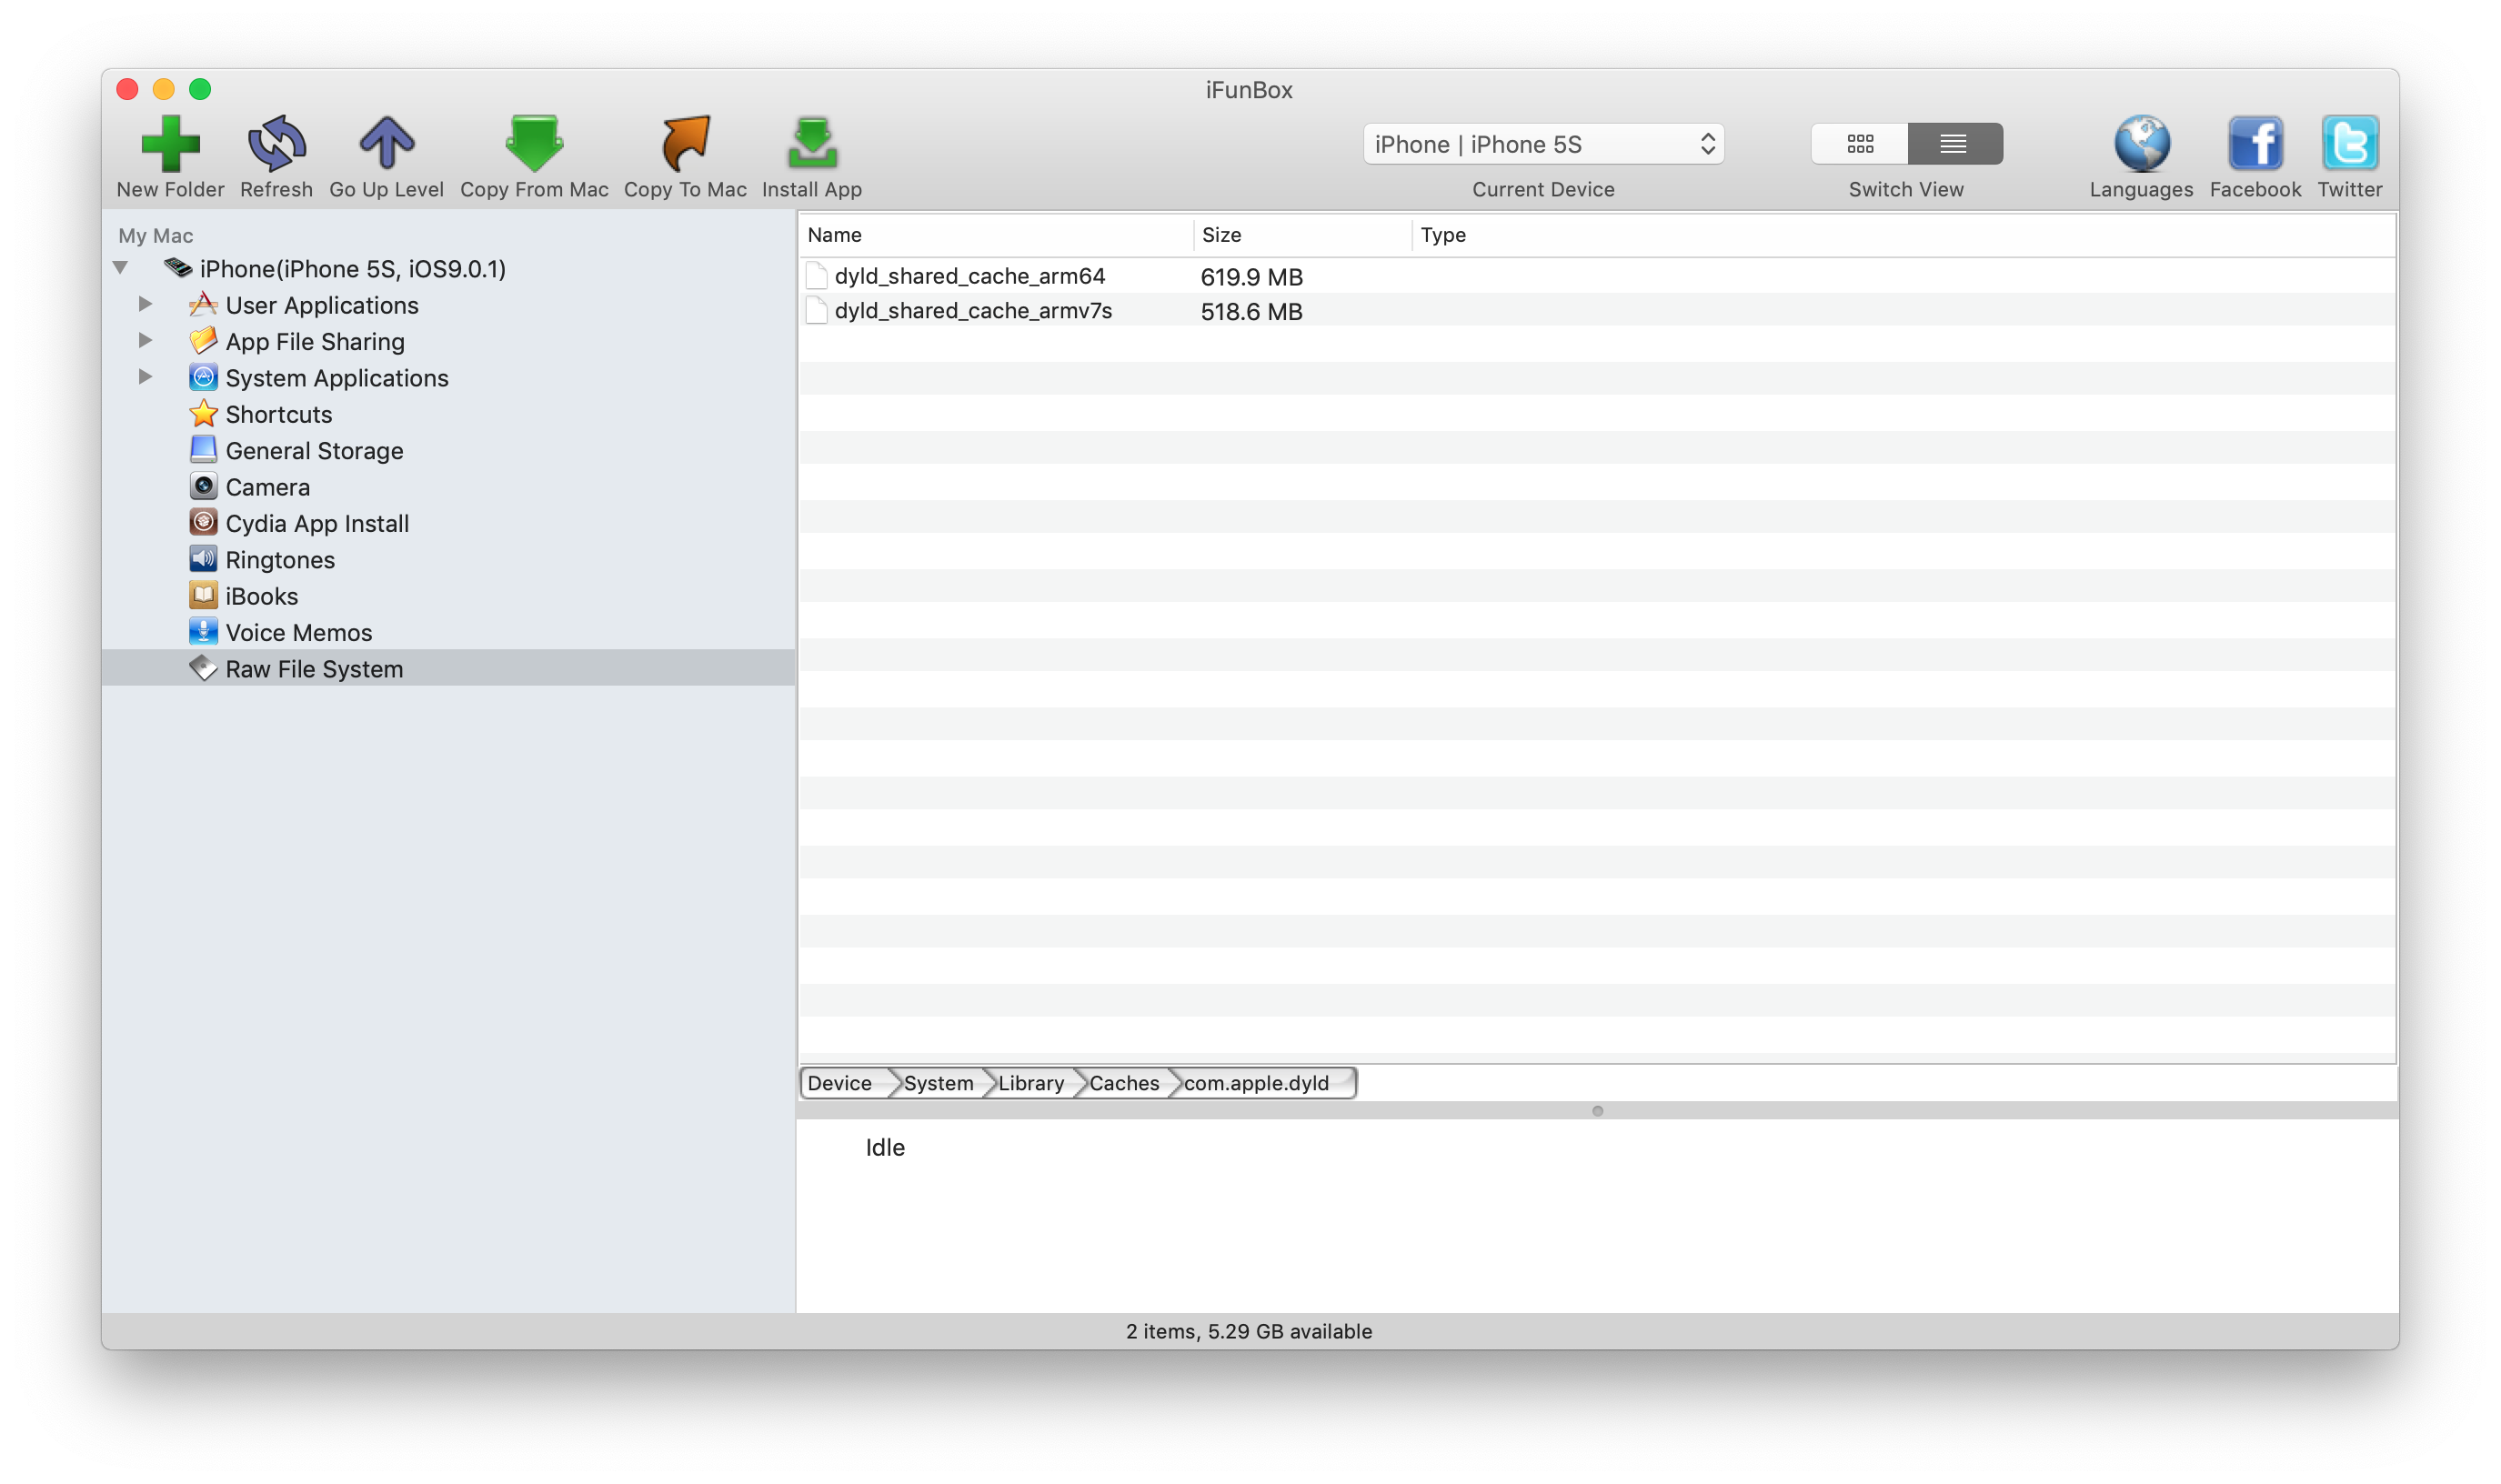 iFunBox
New Folder Refresh Go Up Level Copy From Mac Copy To Mac Install App
iPhone | iPhone 5S
Current Device Switch View Languages Facebook Twitter
My Mac
iPhone(iPhone 5S, iOS9.0.1)
User Applications
App File Sharing
System Applications
Shortcuts
General Storage
Camera
Cydia App Install
Ringtones
iBooks
Voice Memos
Raw File System
Name Size Type
dyld_shared_cache_arm64 619.9 MB
dyld_shared_cache_armv7s 518.6 MB
Device System Library Caches com.apple.dyld
Idle
2 items, 5.29 GB available